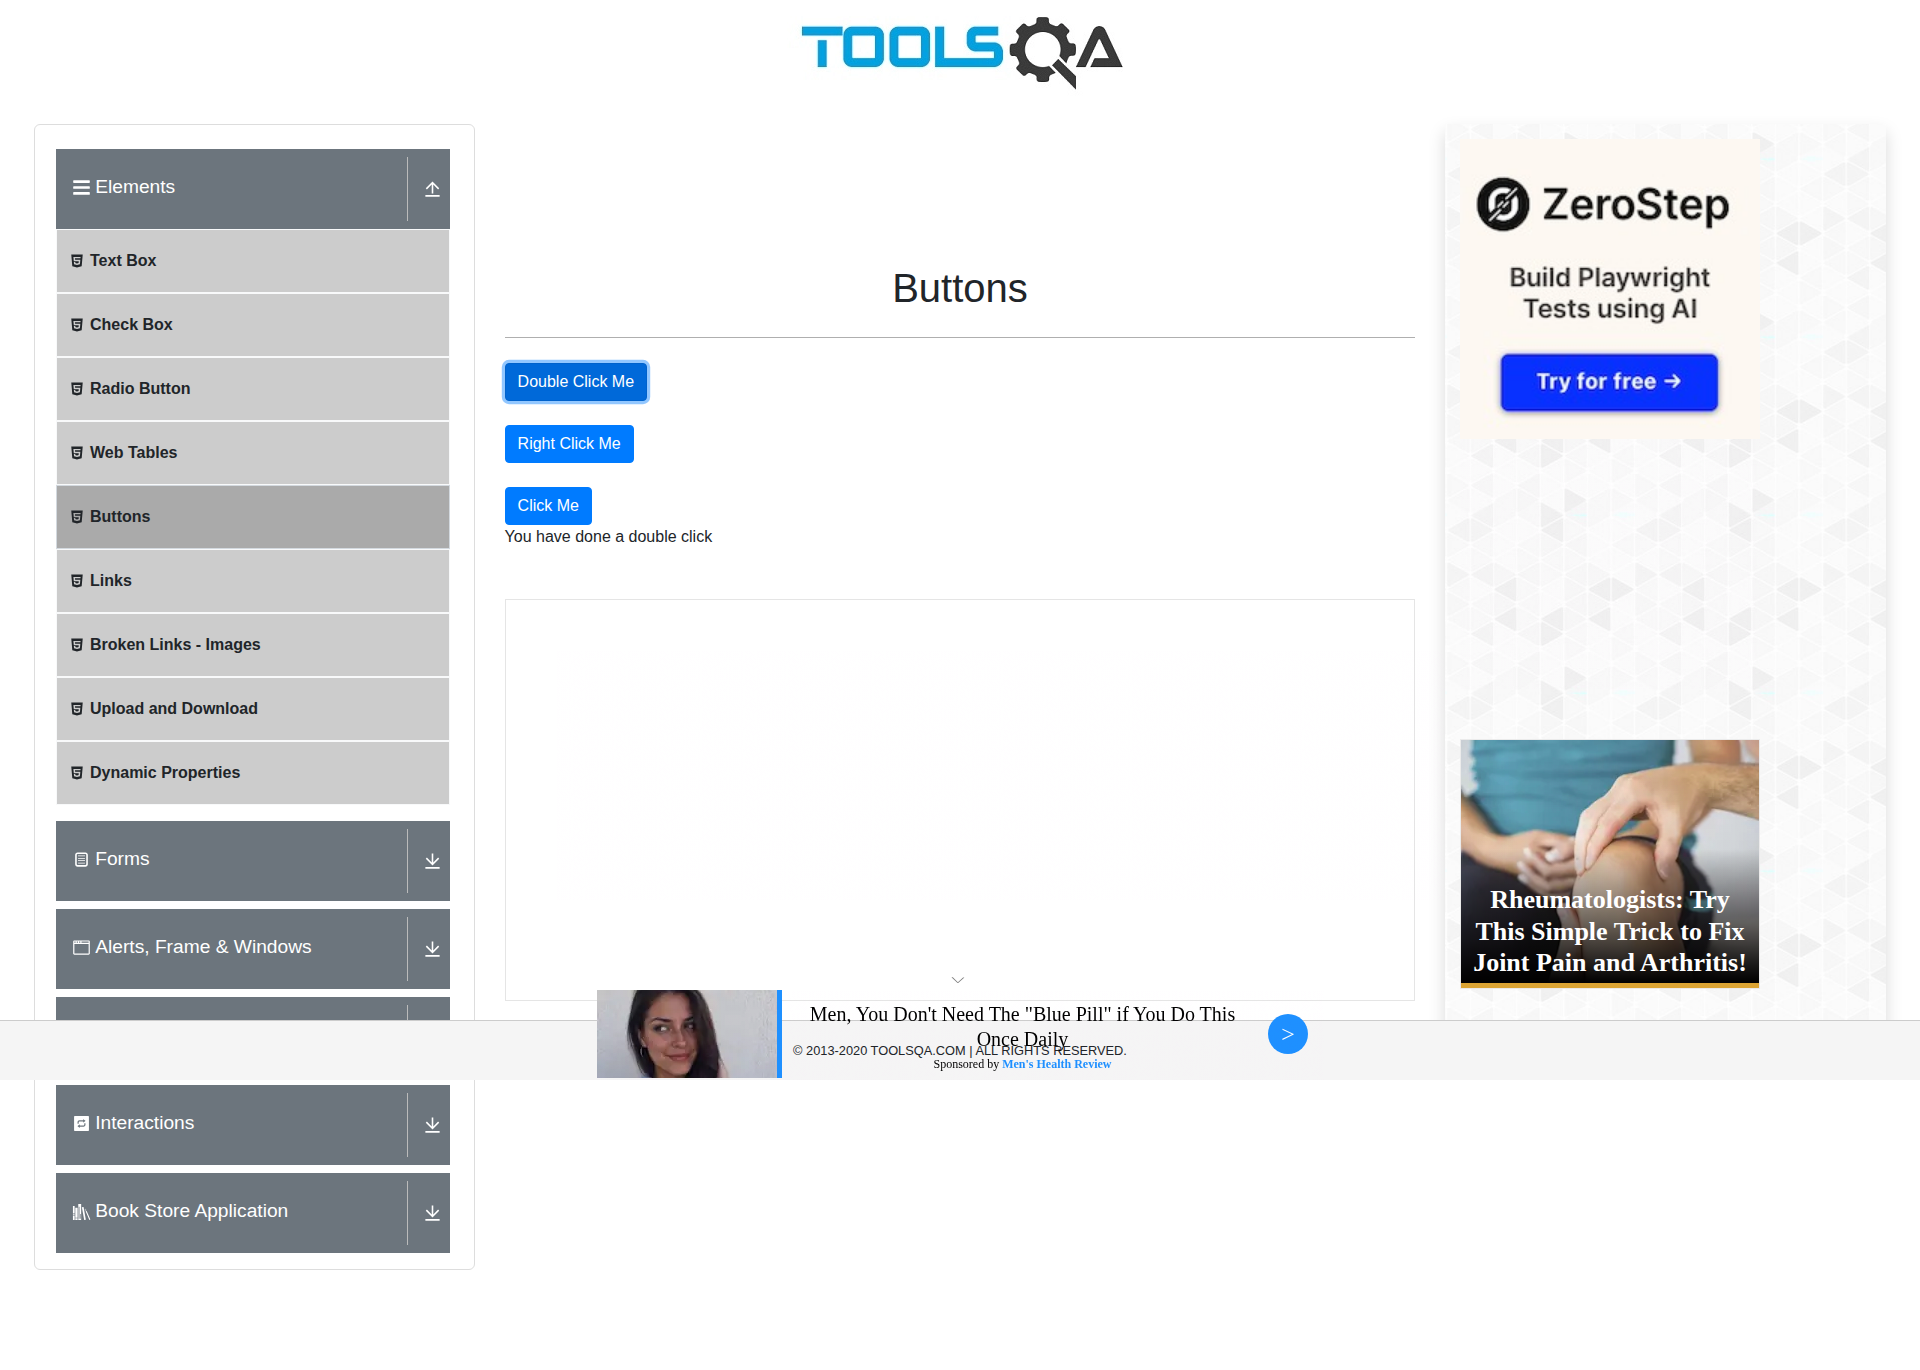 TOOLSQA
Elements
Text Box
Check Box
Radio Button
Web Tables
Buttons
Links
Broken Links - Images
Upload and Download
Dynamic Properties
Forms
Alerts, Frame & Windows
Interactions
Book Store Application
Buttons
Double Click Me
Right Click Me
Click Me
You have done a double click
ZeroStep
Build Playwright
Tests using AI
Try for free →
Rheumatologists: Try
This Simple Trick to Fix
Joint Pain and Arthritis!
Men, You Don't Need The "Blue Pill" if You Do This
Once Daily
>
© 2013-2020 TOOLSQA.COM | ALL RIGHTS RESERVED.
Sponsored by Men's Health Review